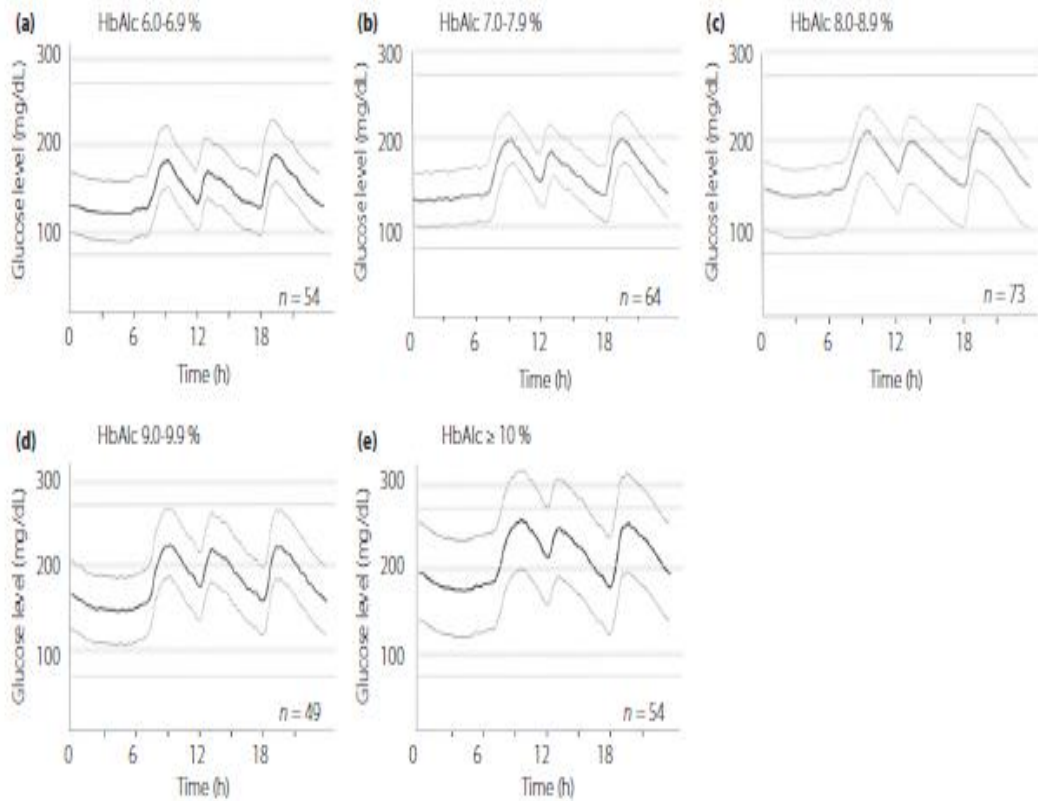 (a) HbAlc 6.0-6.9 %
(b) HbAlc 7.0-7.9 %
(c) HbAlc 8.0-8.9 %
Glucose level (mg/dL)
300
200
100
n = 54
0 6 12 18
Time (h)
Glucose level (mg/dL)
300
200
100
n = 64
0 6 12 18
Time (h)
Glucose level (mg/dL)
300
200
100
n = 73
0 6 12 18
Time (h)
(d) HbAlc 9.0-9.9 %
(e) HbAlc ≥ 10 %
Glucose level (mg/dL)
300
200
100
n = 49
0 6 12 18
Time (h)
Glucose level (mg/dL)
300
200
100
n = 54
0 6 12 18
Time (h)